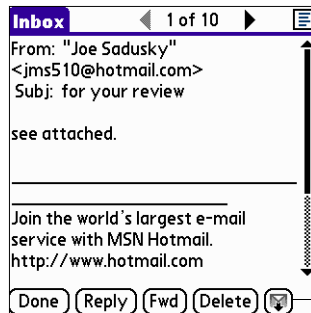 Inbox
1 of 10
From: "Joe Sadusky"
<jms510@hotmail.com>
Subj: for your review
see attached.
Join the world's largest e-mail
service with MSN Hotmail.
http://www.hotmail.com
Done Reply Fwd Delete